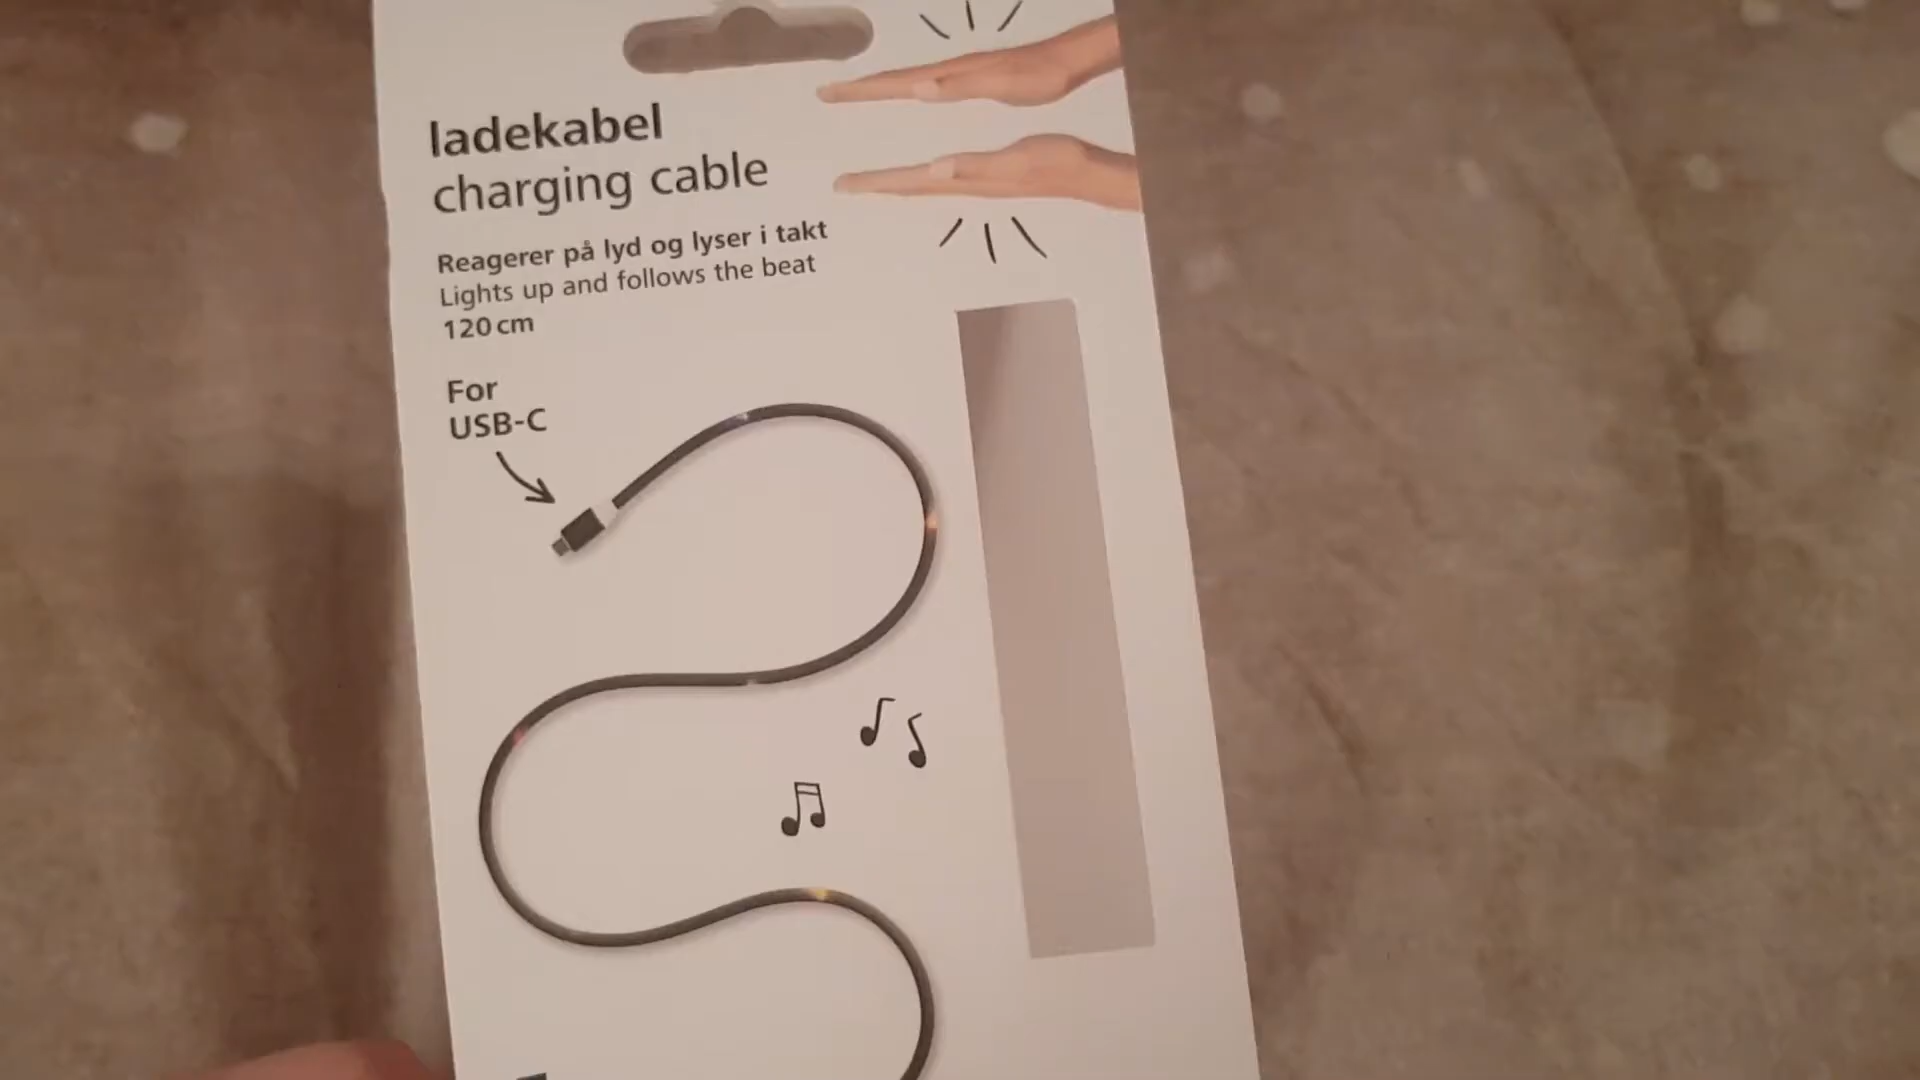 ladekabel
charging cable
Reagerer på lyd og lyser i takt
Lights up and follows the beat
120 cm
For
USB-C